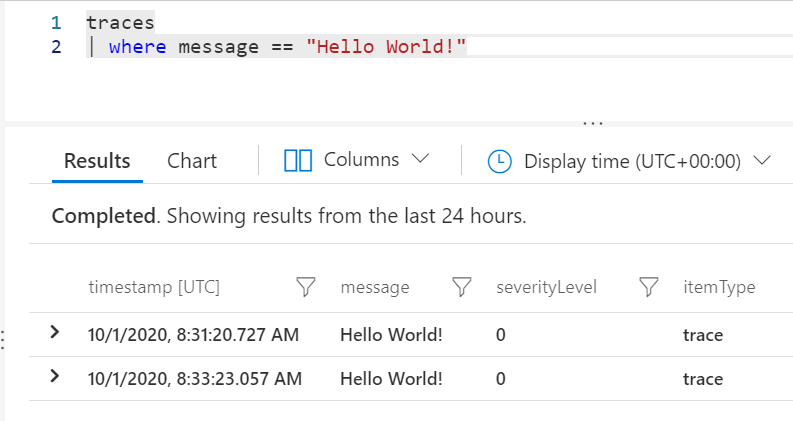 1 traces
2 | where message == "Hello World!"
Results Chart Columns Display time (UTC+00:00)
Completed. Showing results from the last 24 hours.
timestamp [UTC] message severityLevel itemType
10/1/2020, 8:31:20.727 AM Hello World! 0 trace
10/1/2020, 8:33:23.057 AM Hello World! 0 trace